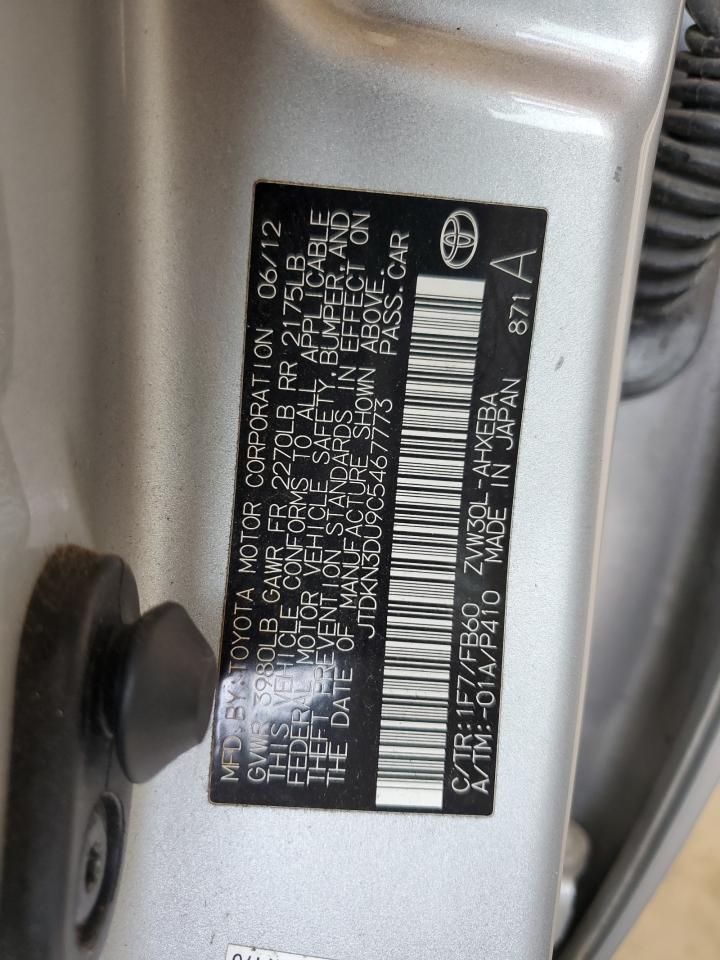 MFD. BY: TOYOTA MOTOR CORPORATION 06/12
GVWR 3980LB GAWR FR 2270LB RR 2175LB
THIS VEHICLE CONFORMS TO ALL APPLICABLE
FEDERAL MOTOR VEHICLE SAFETY, BUMPER, AND
THEFT PREVENTION STANDARDS IN EFFECT ON
THE DATE OF MANUFACTURE SHOWN ABOVE.
JTDKN3DU9C5467773 PASS. CAR
C/TR: 1F7/FB60 ZVW30L-AHXEBA
A/TM: -01A/P410 MADE IN JAPAN 871 A